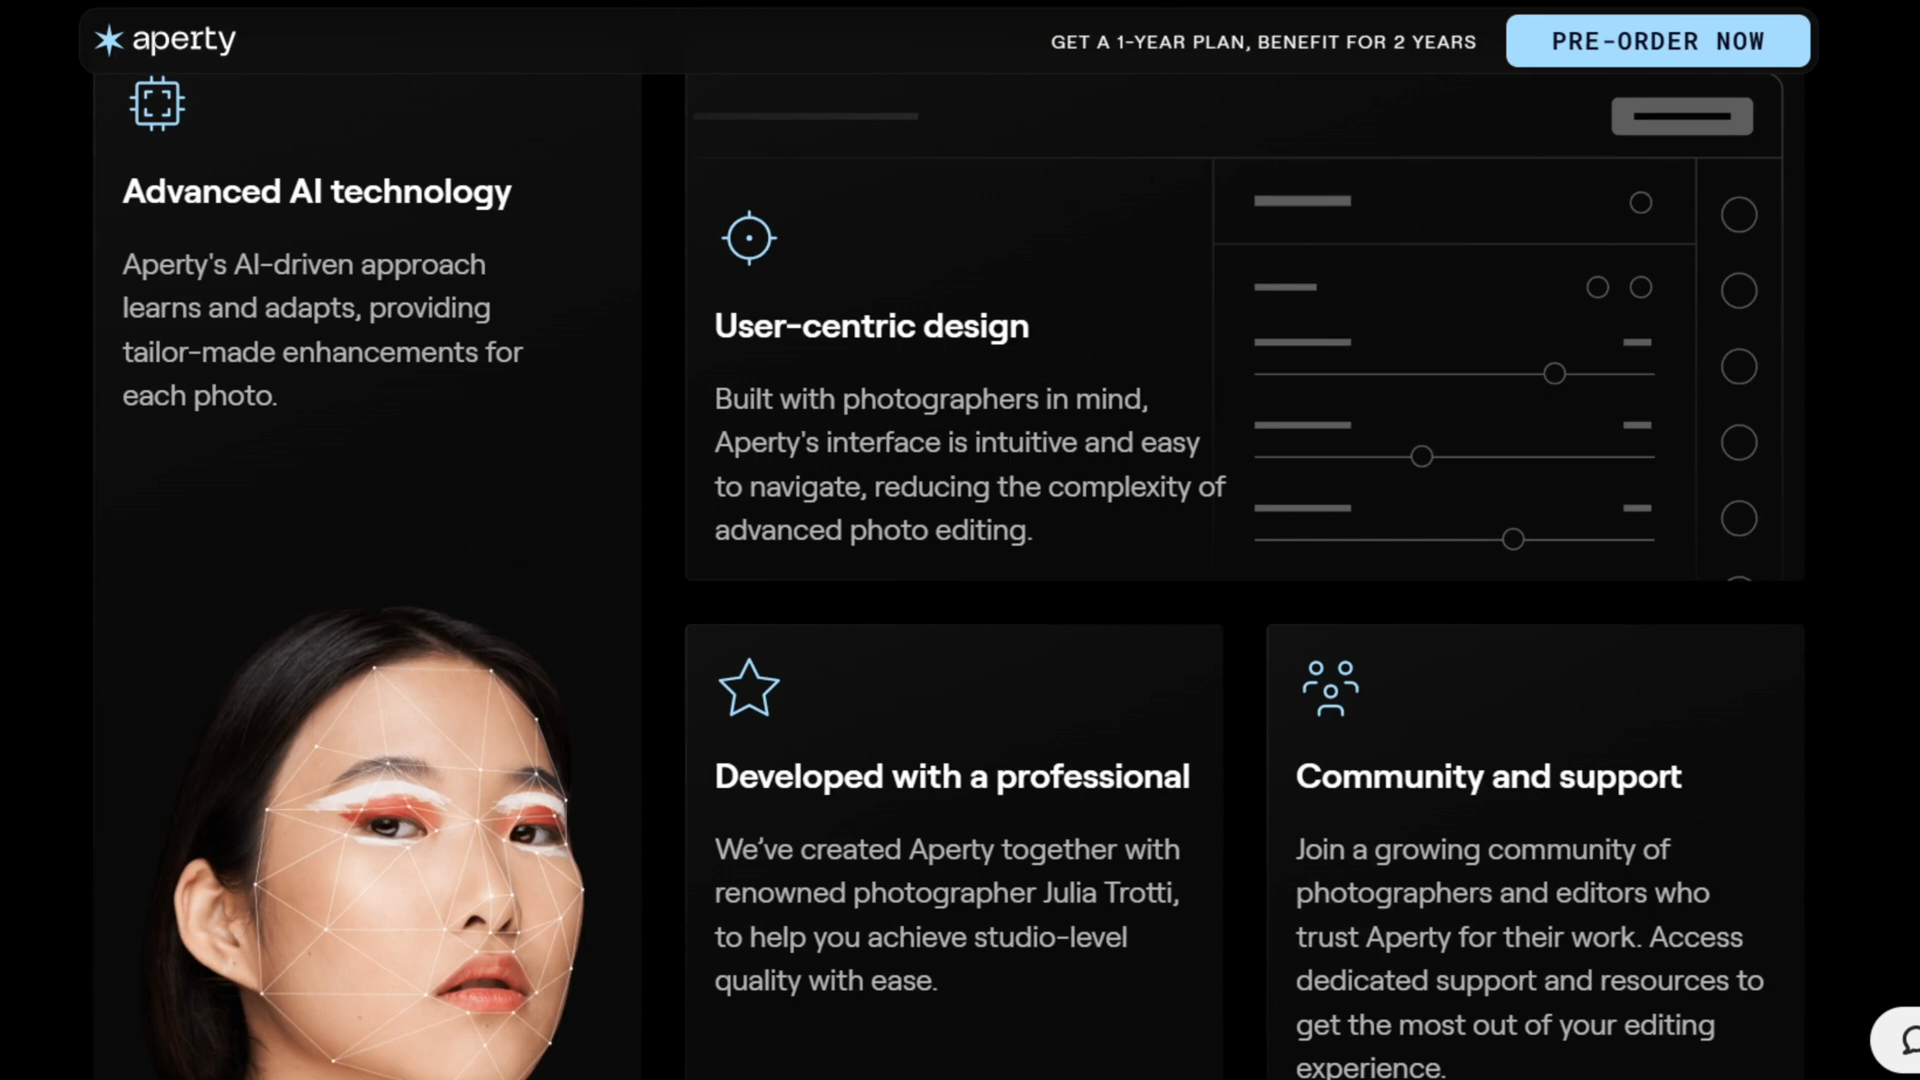 aperty
GET A 1-YEAR PLAN, BENEFIT FOR 2 YEARS
PRE-ORDER NOW
Advanced AI technology
Aperty's AI-driven approach
learns and adapts, providing
tailor-made enhancements for
each photo.
User-centric design
Built with photographers in mind,
Aperty's interface is intuitive and easy
to navigate, reducing the complexity of
advanced photo editing.
Developed with a professional
We’ve created Aperty together with
renowned photographer Julia Trotti,
to help you achieve studio-level
quality with ease.
Community and support
Join a growing community of
photographers and editors who
trust Aperty for their work. Access
dedicated support and resources to
get the most out of your editing
experience.